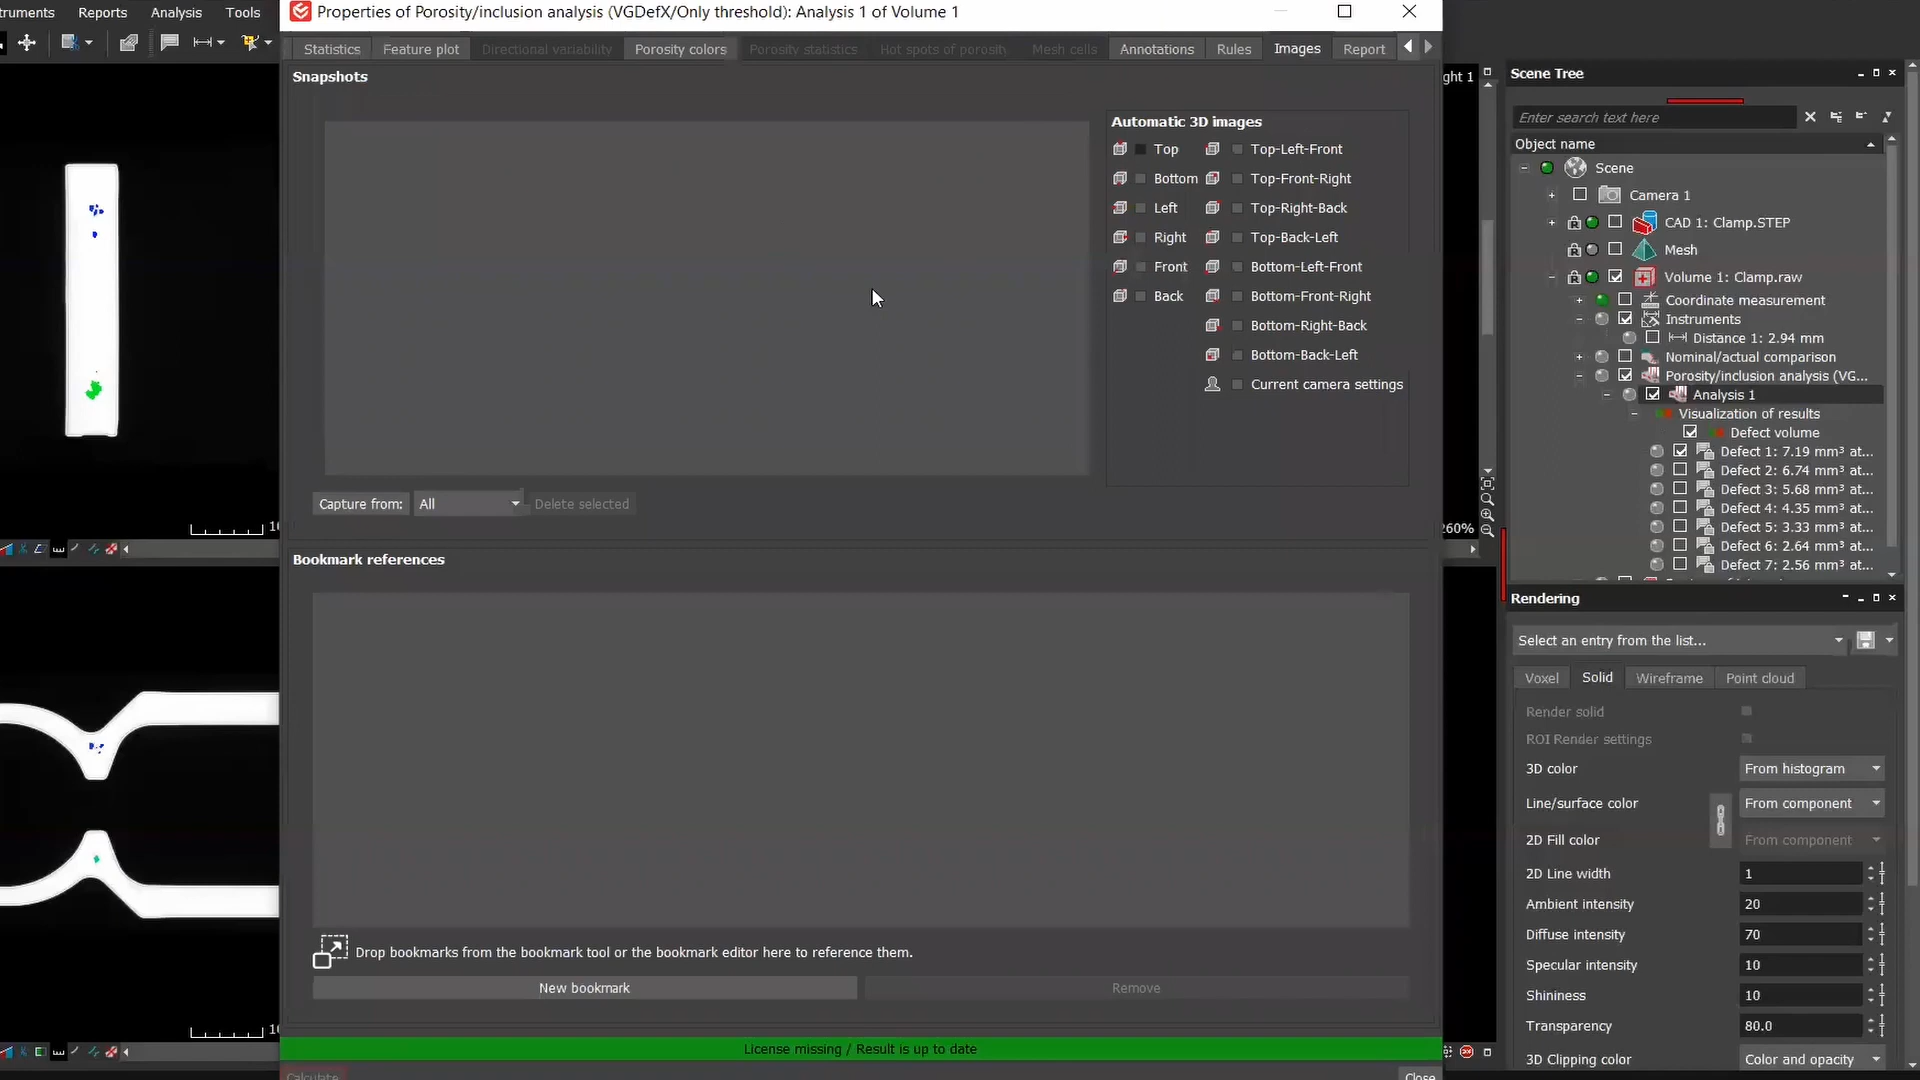 Properties of Porosity/inclusion analysis (VGDefX/Only threshold): Analysis 1 of Volume 1
Reports
Analysis
Tools
Statistics
Feature plot
Directional variability
Porosity colors
Porosity statistics
Hot spots of porosity
Mesh cells
Annotations
Rules
Images
Report
Snapshots
Automatic 3D images
Top
Top-Left-Front
Bottom
Top-Front-Right
Left
Top-Right-Back
Right
Top-Back-Left
Front
Bottom-Left-Front
Back
Bottom-Front-Right
Bottom-Right-Back
Bottom-Back-Left
Current camera settings
Capture from:
All
Delete selected
Bookmark references
Drop bookmarks from the bookmark tool or the bookmark editor here to reference them.
New bookmark
Remove
License missing / Result is up to date
Calculate
Close
ght 1
260%
Scene Tree
Enter search text here
Object name
Scene
Camera 1
CAD 1: Clamp.STEP
Mesh
Volume 1: Clamp.raw
Coordinate measurement
Instruments
Distance 1: 2.94 mm
Nominal/actual comparison
Porosity/inclusion analysis (VG...
Analysis 1
Visualization of results
Defect volume
Defect 1: 7.19 mm³ at...
Defect 2: 6.74 mm³ at...
Defect 3: 5.68 mm³ at...
Defect 4: 4.35 mm³ at...
Defect 5: 3.33 mm³ at...
Defect 6: 2.64 mm³ at...
Defect 7: 2.56 mm³ at...
Rendering
Select an entry from the list...
Voxel
Solid
Wireframe
Point cloud
Render solid
ROI Render settings
3D color
From histogram
Line/surface color
From component
2D Fill color
From component
2D Line width
1
Ambient intensity
20
Diffuse intensity
70
Specular intensity
10
Shininess
10
Transparency
80.0
3D Clipping color
Color and opacity